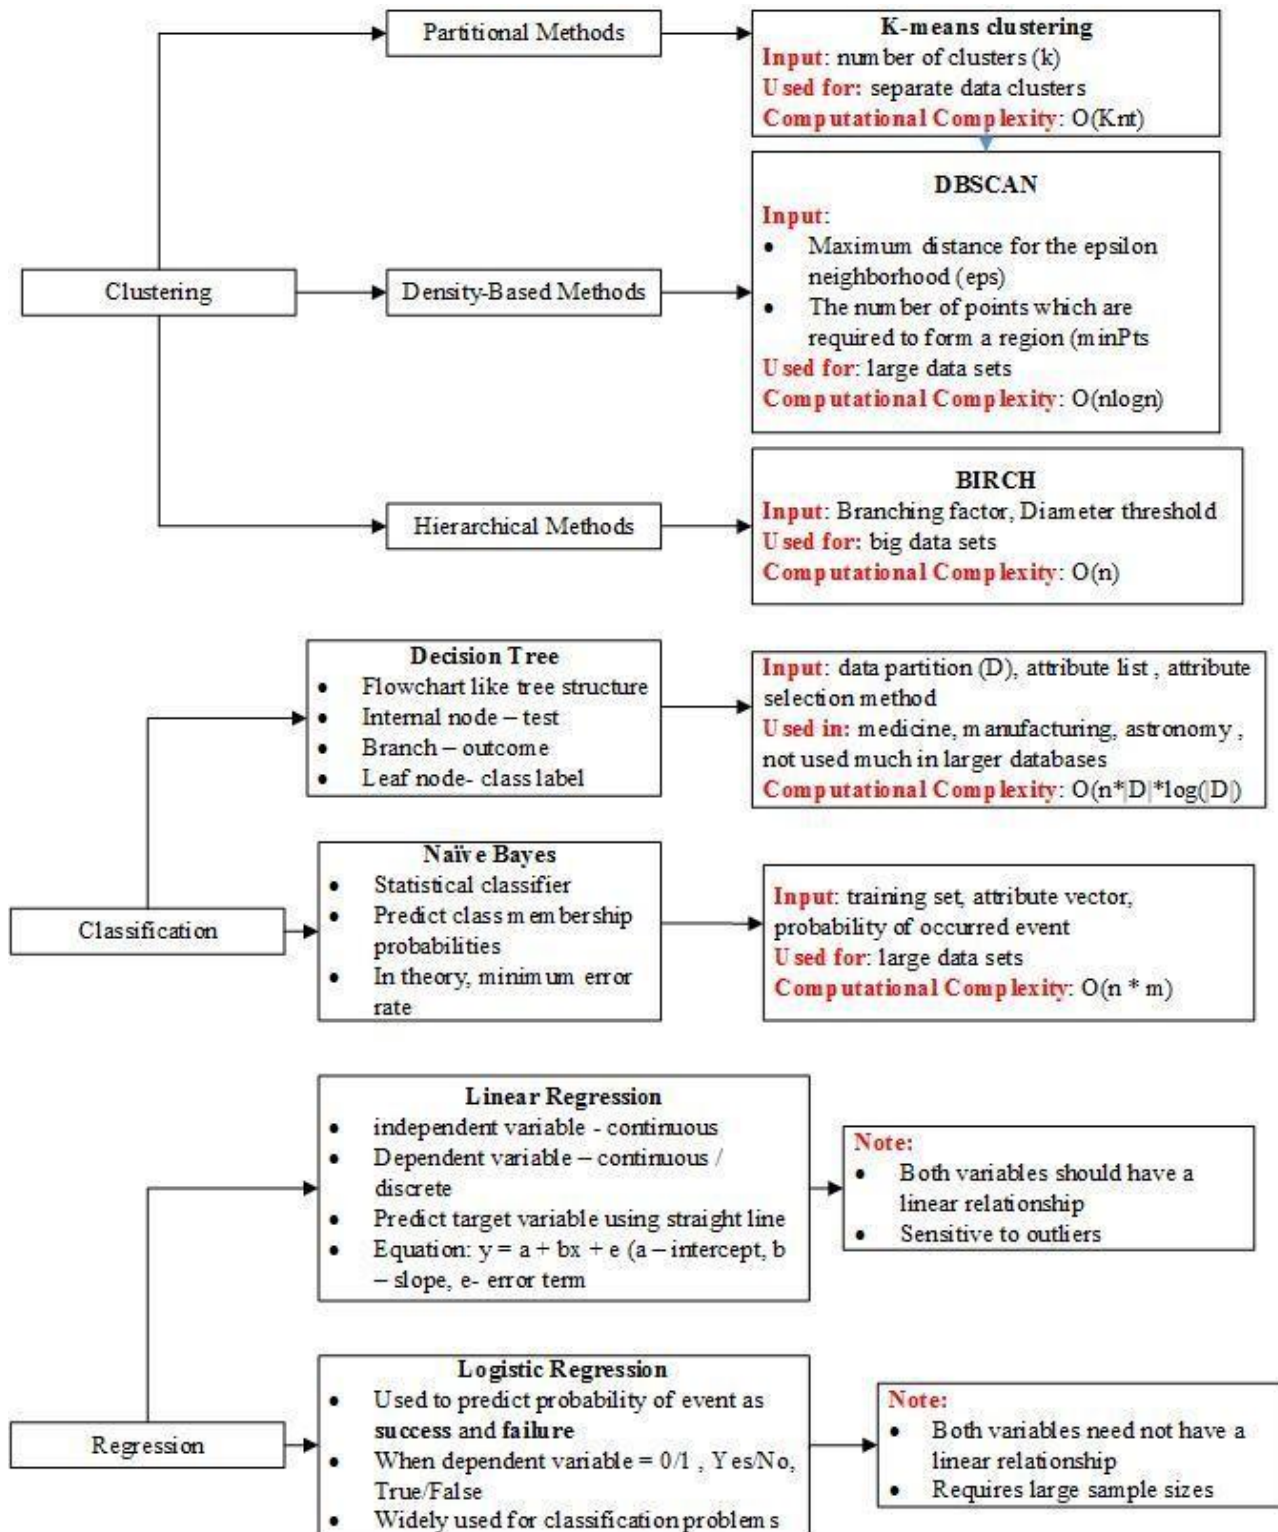 Partitional Methods
K-means clustering
Input: number of clusters (k)
Used for: separate data clusters
Computational Complexity: O(Knt)
Clustering
Density-Based Methods
DBSCAN
Input:
• Maximum distance for the epsilon
neighborhood (eps)
• The number of points which are
required to form a region (minPts
Used for: large data sets
Computational Complexity: O(nlogn)
Hierarchical Methods
BIRCH
Input: Branching factor, Diameter threshold
Used for: big data sets
Computational Complexity: O(n)
Decision Tree
• Flowchart like tree structure
• Internal node – test
• Branch – outcome
• Leaf node- class label
Input: data partition (D), attribute list , attribute
selection method
Used in: medicine, manufacturing, astronomy ,
not used much in larger databases
Computational Complexity: O(n*|D|*log(|D|)
Classification
Naïve Bayes
• Statistical classifier
• Predict class membership
probabilities
• In theory, minimum error
rate
Input: training set, attribute vector,
probability of occurred event
Used for: large data sets
Computational Complexity: O(n * m)
Linear Regression
• independent variable - continuous
• Dependent variable – continuous /
discrete
• Predict target variable using straight line
• Equation: y = a + bx + e (a – intercept, b
– slope, e- error term
Note:
• Both variables should have a
linear relationship
• Sensitive to outliers
Regression
Logistic Regression
• Used to predict probability of event as
success and failure
• When dependent variable = 0/1 , Yes/No,
True/False
• Widely used for classification problems
Note:
• Both variables need not have a
linear relationship
• Requires large sample sizes